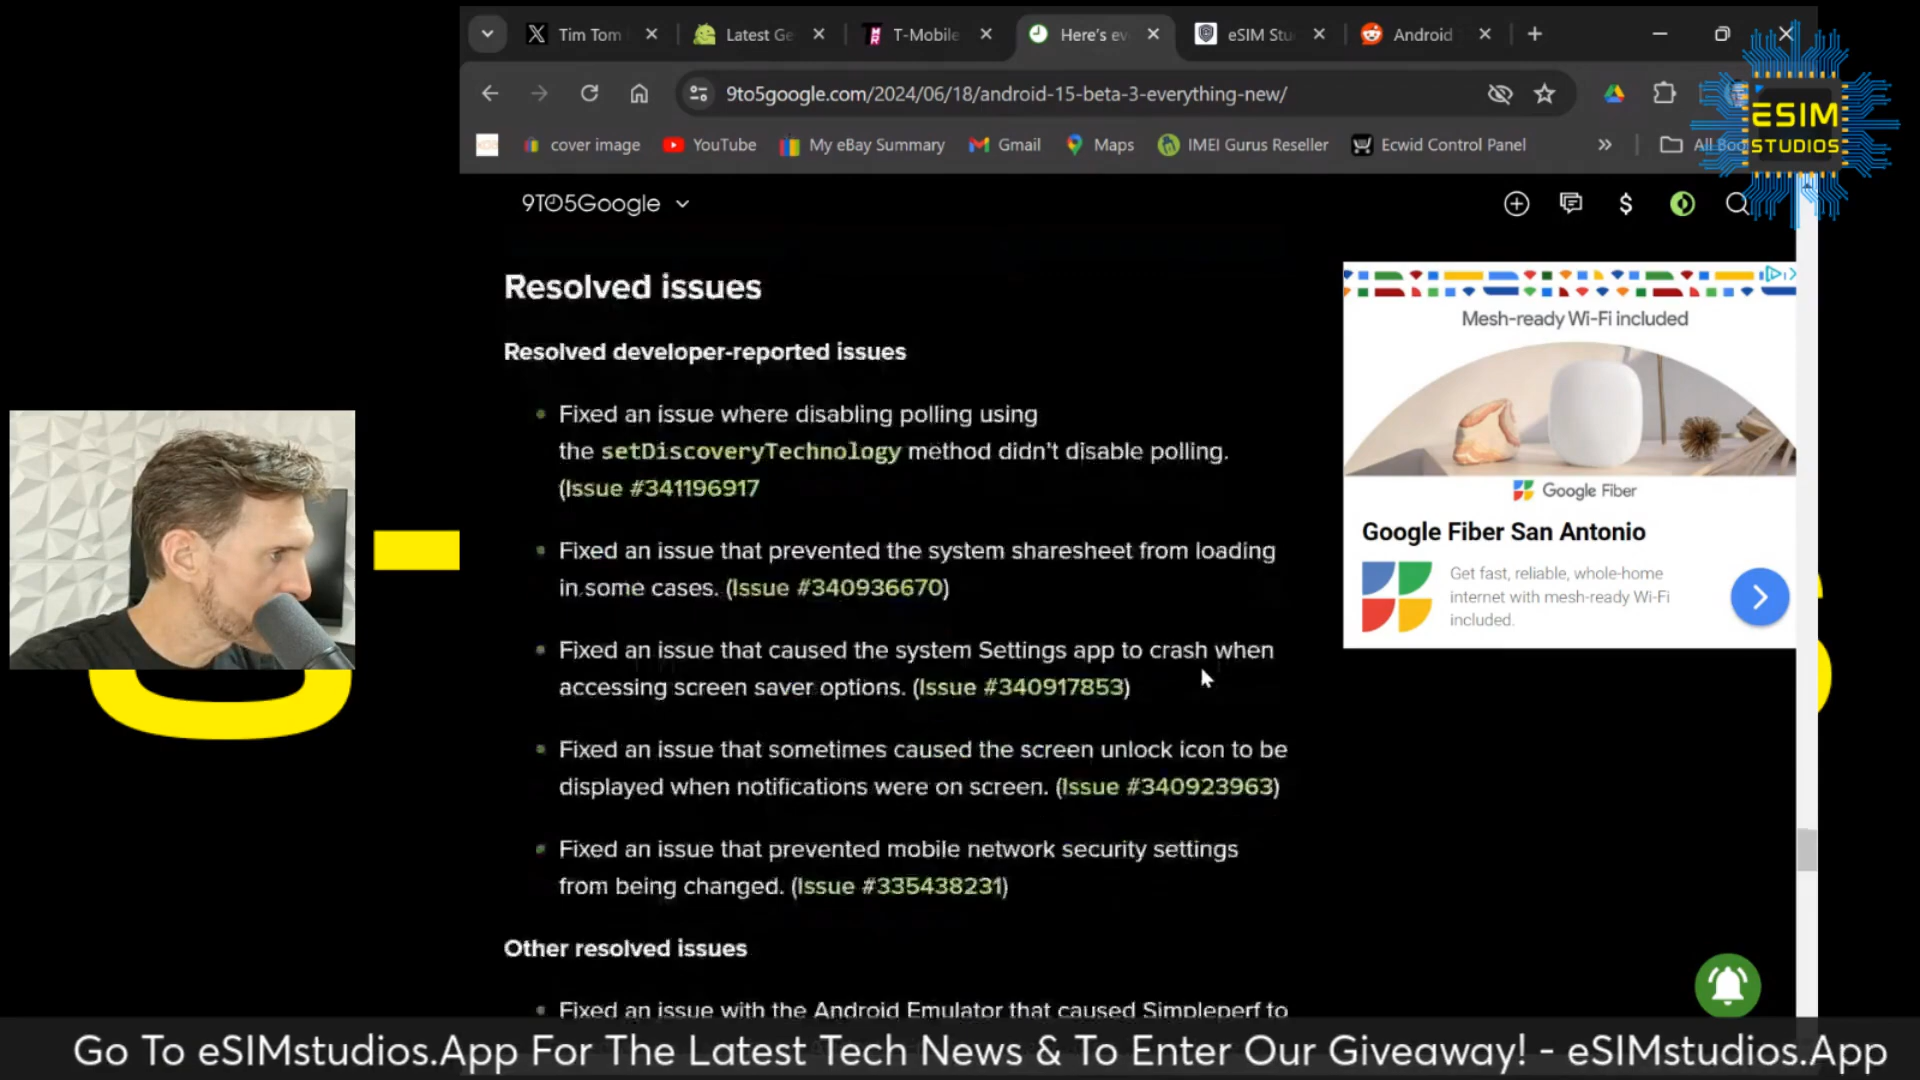 Tim Tom
Latest Ge
T-Mobile
Here's ev
eSIM Stu
Android
9to5google.com/2024/06/18/android-15-beta-3-everything-new/
cover image
YouTube
My eBay Summary
Gmail
Maps
IMEI Gurus Reseller
Ecwid Control Panel
All Boo
ESIM
STUDIOS
9TO5Google
Resolved issues
Resolved developer-reported issues
Fixed an issue where disabling polling using
the setDiscoveryTechnology method didn't disable polling.
(Issue #341196917
Fixed an issue that prevented the system sharesheet from loading
in some cases. (Issue #340936670)
Fixed an issue that caused the system Settings app to crash when
accessing screen saver options. (Issue #340917853)
Fixed an issue that sometimes caused the screen unlock icon to be
displayed when notifications were on screen. (Issue #340923963)
Fixed an issue that prevented mobile network security settings
from being changed. (Issue #335438231)
Other resolved issues
Fixed an issue with the Android Emulator that caused Simpleperf to
Mesh-ready Wi-Fi included
Google Fiber
Google Fiber San Antonio
Get fast, reliable, whole-home
internet with mesh-ready Wi-Fi
included.
Go To eSIMstudios.App For The Latest Tech News & To Enter Our Giveaway! - eSIMstudios.App